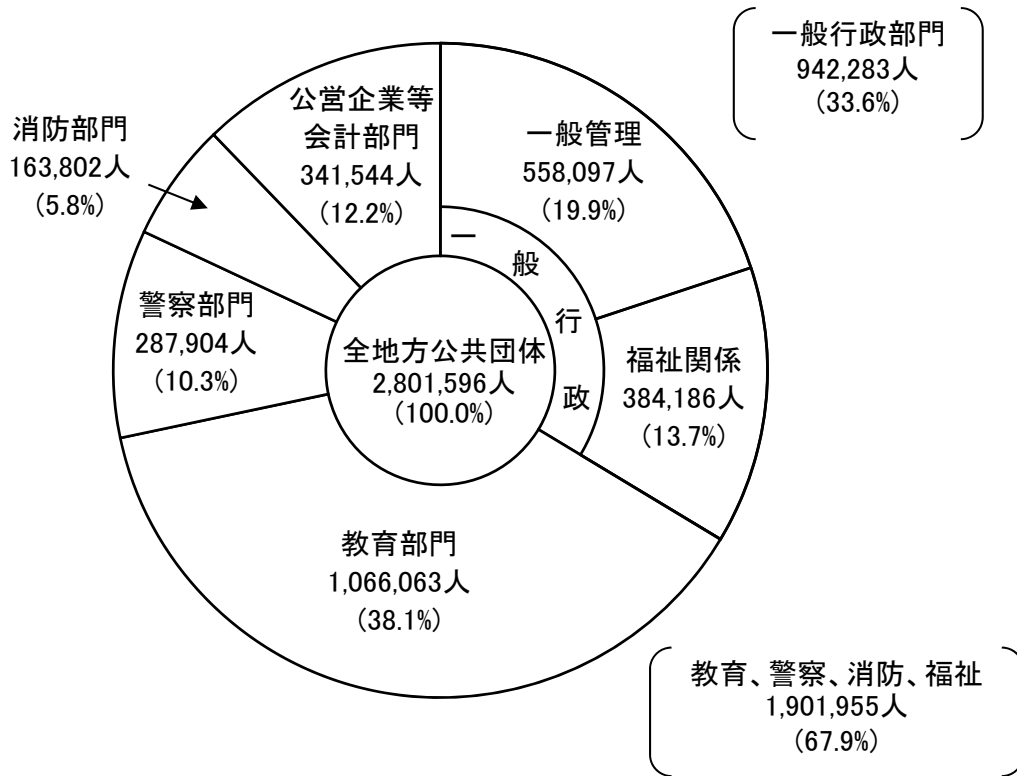 一般行政部門
942,283人
(33.6%)
公営企業等
会計部門
341,544人
(12.2%)
一般管理
558,097人
(19.9%)
消防部門
163,802人
(5.8%)
一般行政
警察部門
287,904人
(10.3%)
全地方公共団体
2,801,596人
(100.0%)
福祉関係
384,186人
(13.7%)
教育部門
1,066,063人
(38.1%)
教育、警察、消防、福祉
1,901,955人
(67.9%)